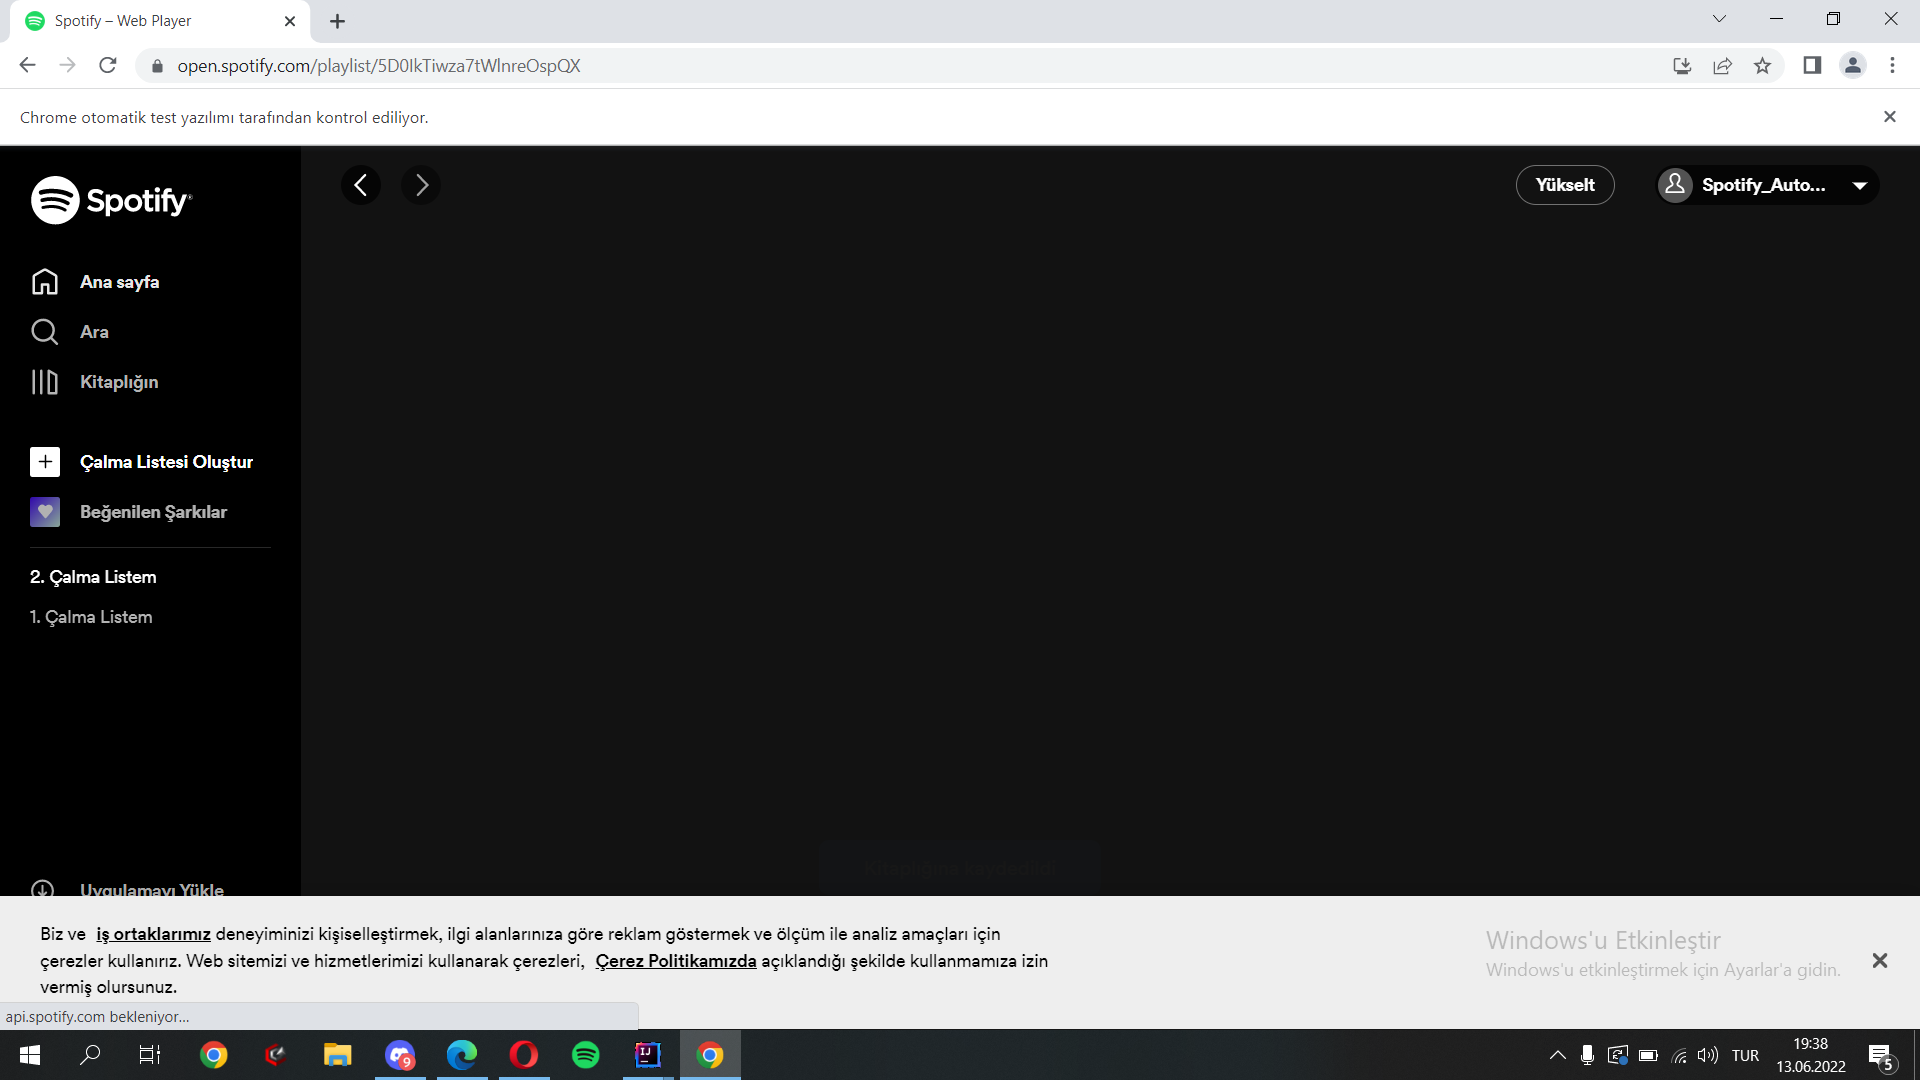 Spotify – Web Player
open.spotify.com/playlist/5D0IkTiwza7tWlnreOspQX
Chrome otomatik test yazılımı tarafından kontrol ediliyor.
Spotify
Yükselt
Spotify_Auto...
Ana sayfa
Ara
Kitaplığın
Çalma Listesi Oluştur
Beğenilen Şarkılar
2. Çalma Listem
1. Çalma Listem
Uygulamayı Yükle
Biz ve iş ortaklarımız deneyiminizi kişiselleştirmek, ilgi alanlarınıza göre reklam göstermek ve ölçüm ile analiz amaçları için
çerezler kullanırız. Web sitemizi ve hizmetlerimizi kullanarak çerezleri, Çerez Politikamızda açıklandığı şekilde kullanmamıza izin
vermiş olursunuz.
Windows'u Etkinleştir
Windows'u etkinleştirmek için Ayarlar'a gidin.
api.spotify.com bekleniyor...
9
IJ
TUR
19:38
13.06.2022
5